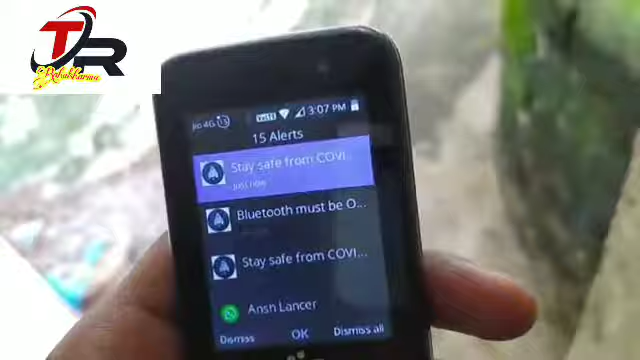 TR
Jio 4G 15 VoLTE 3:07 PM
15 Alerts
Stay safe from COVI...
just now
Bluetooth must be O...
Stay safe from COVI...
Ansh Lancer
Dismiss OK Dismiss all